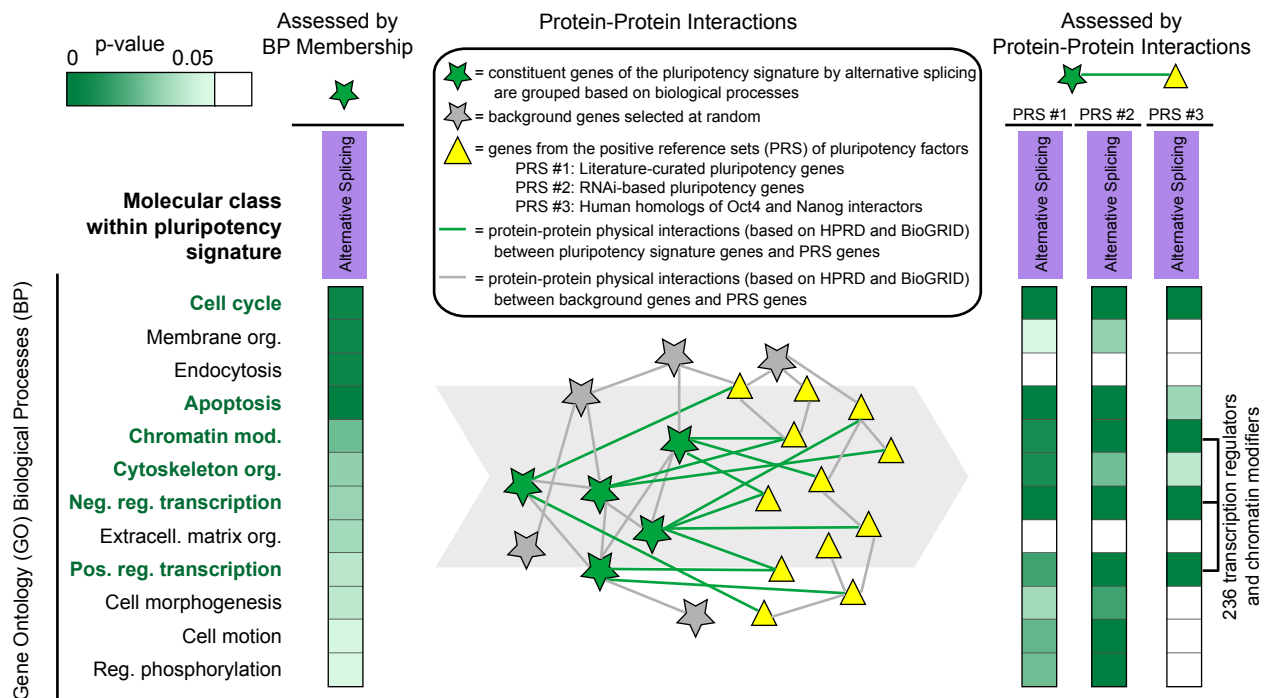 p-value
0
0.05
Assessed by
BP Membership
Alternative Splicing
Molecular class
within pluripotency
signature
Protein-Protein Interactions
= constituent genes of the pluripotency signature by alternative splicing
are grouped based on biological processes
= background genes selected at random
= genes from the positive reference sets (PRS) of pluripotency factors
PRS #1: Literature-curated pluripotency genes
PRS #2: RNAi-based pluripotency genes
PRS #3: Human homologs of Oct4 and Nanog interactors
= protein-protein physical interactions (based on HPRD and BioGRID)
between pluripotency signature genes and PRS genes
= protein-protein physical interactions (based on HPRD and BioGRID)
between background genes and PRS genes
Assessed by
Protein-Protein Interactions
PRS #1
PRS #2
PRS #3
Alternative Splicing
Alternative Splicing
Alternative Splicing
Gene Ontology (GO) Biological Processes (BP)
Cell cycle
Membrane org.
Endocytosis
Apoptosis
Chromatin mod.
Cytoskeleton org.
Neg. reg. transcription
Extracell. matrix org.
Pos. reg. transcription
Cell morphogenesis
Cell motion
Reg. phosphorylation
236 transcription regulators
and chromatin modifiers